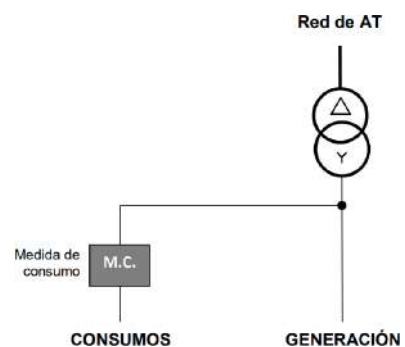 Red de AT
Medida de
consumo
M.C.
CONSUMOS
GENERACIÓN